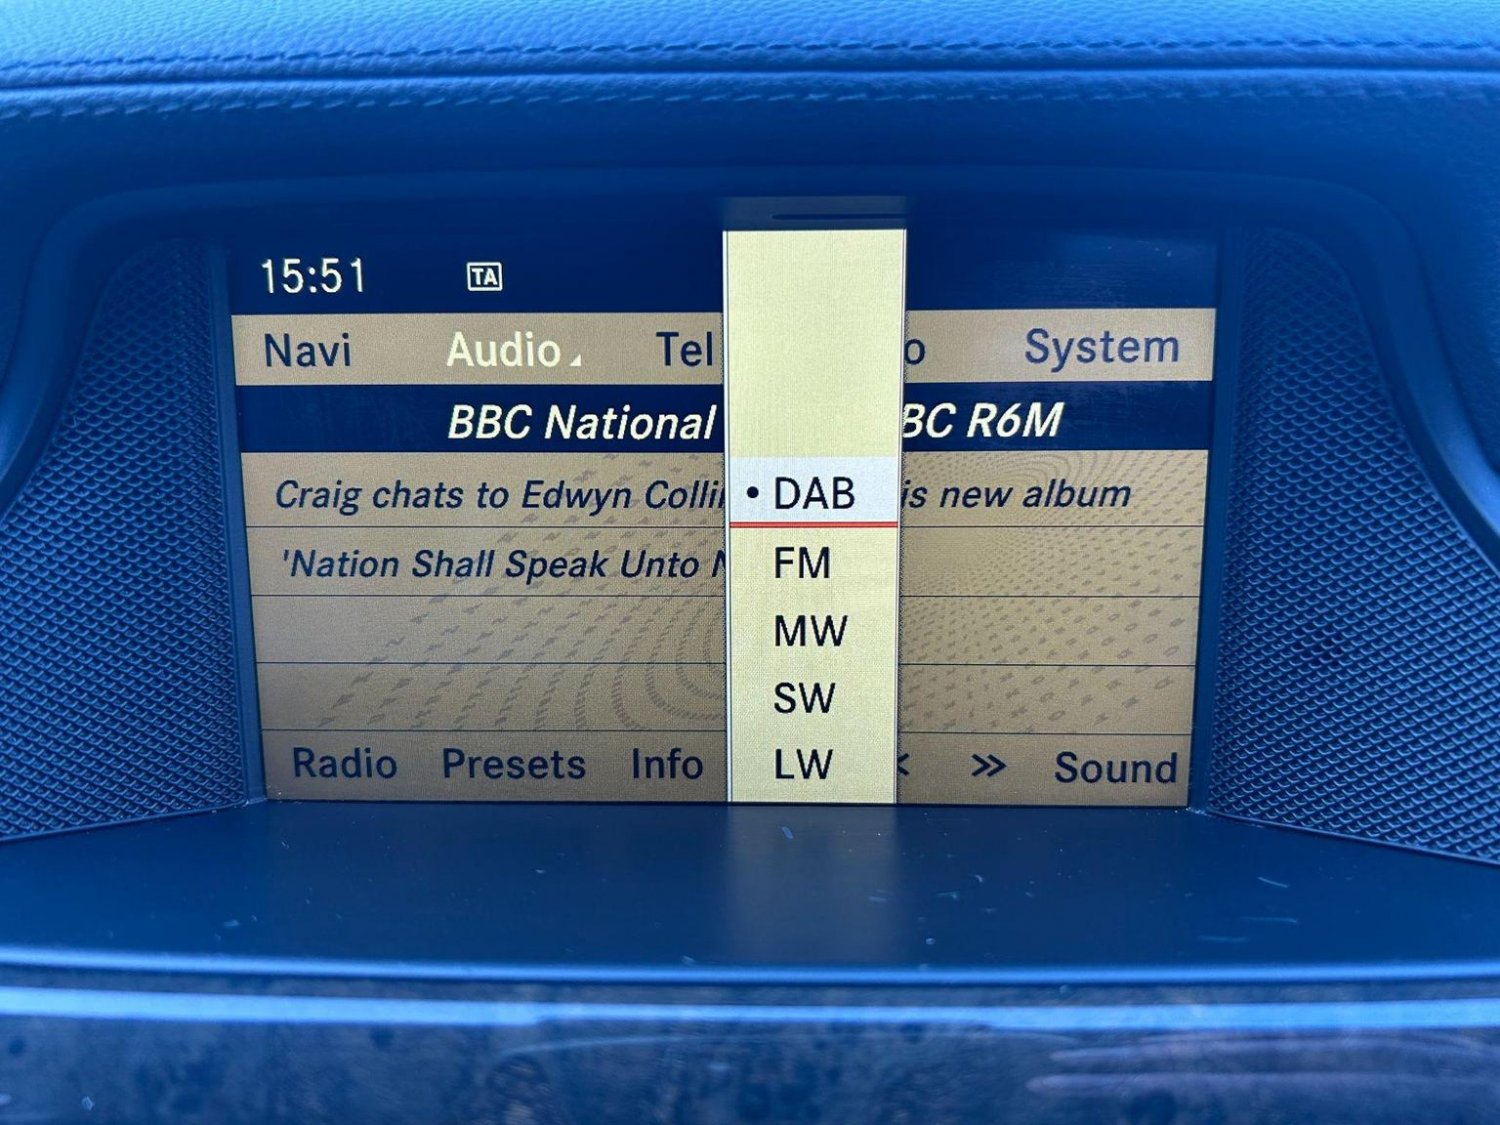 15:51 TA
Navi Audio Tel System
BBC National BC R6M
Craig chats to Edwyn is new album
'Nation Shall Speak Unto
• DAB
FM
MW
SW
LW
Radio Presets Info >> Sound